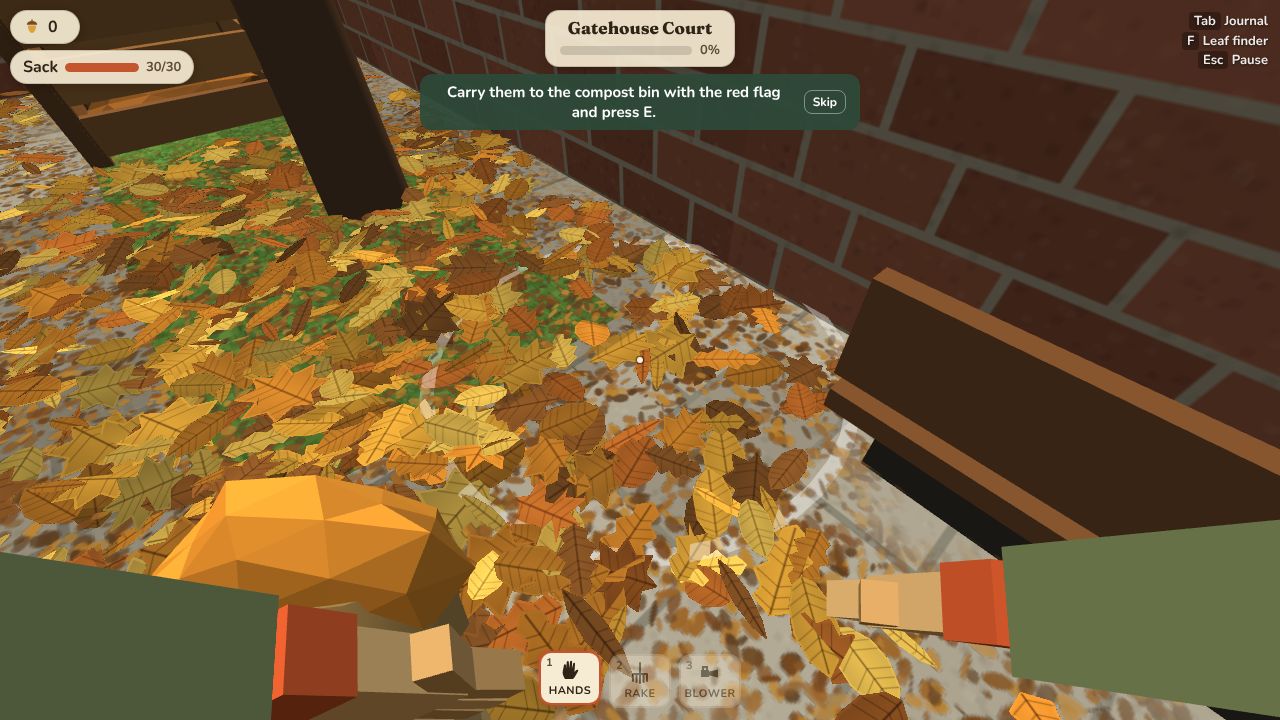 0
Sack 30/30
Gatehouse Court
0%
Carry them to the compost bin with the red flag
and press E.
Skip
Tab Journal
F Leaf finder
Esc Pause
1 HANDS
2 RAKE
3 BLOWER